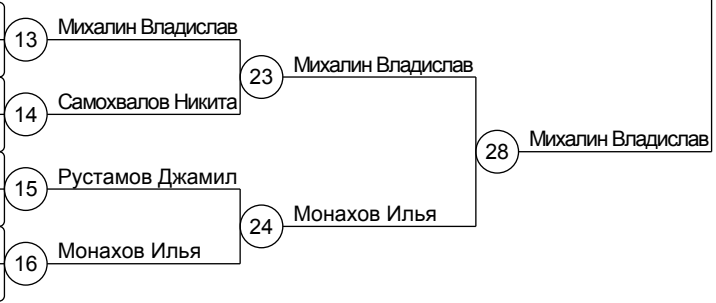 13 Михалин Владислав
23 Михалин Владислав
14 Самохвалов Никита
28 Михалин Владислав
15 Рустамов Джамил
24 Монахов Илья
16 Монахов Илья